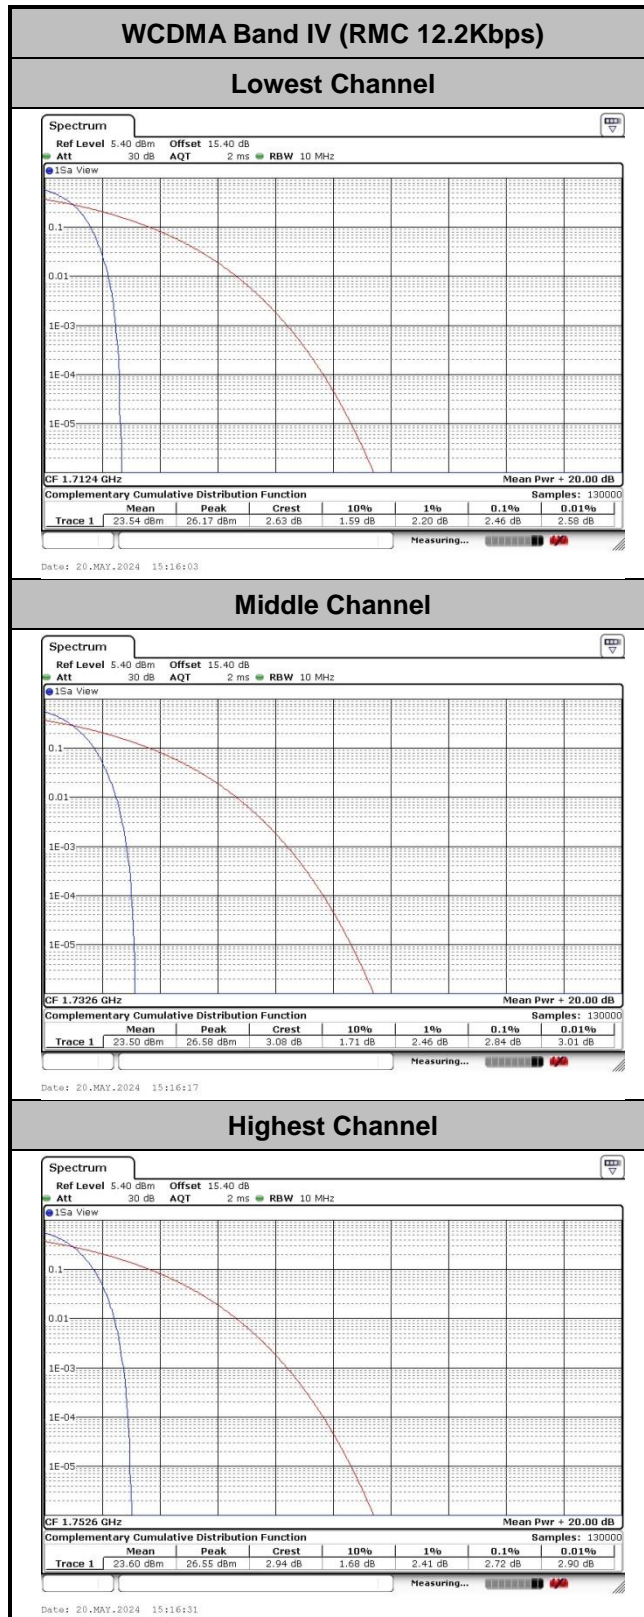 WCDMA Band IV (RMC 12.2Kbps)
Lowest Channel
Spectrum
Ref Level 5.40 dBm Offset 15.40 dB
Att 30 dB AQT 2 ms RBW 10 MHz
1Sa View
0.1
0.01
1E-03
1E-04
1E-05
CF 1.7124 GHz Mean Pwr + 20.00 dB
Complementary Cumulative Distribution Function Samples: 130000
Mean Peak Crest 10% 1% 0.1% 0.01%
Trace 1 23.54 dBm 26.17 dBm 2.63 dB 1.59 dB 2.20 dB 2.46 dB 2.58 dB
Measuring...
Date: 20.MAY.2024 15:16:03
Middle Channel
Spectrum
Ref Level 5.40 dBm Offset 15.40 dB
Att 30 dB AQT 2 ms RBW 10 MHz
1Sa View
0.1
0.01
1E-03
1E-04
1E-05
CF 1.7326 GHz Mean Pwr + 20.00 dB
Complementary Cumulative Distribution Function Samples: 130000
Mean Peak Crest 10% 1% 0.1% 0.01%
Trace 1 23.50 dBm 26.58 dBm 3.08 dB 1.71 dB 2.46 dB 2.84 dB 3.01 dB
Measuring...
Date: 20.MAY.2024 15:16:17
Highest Channel
Spectrum
Ref Level 5.40 dBm Offset 15.40 dB
Att 30 dB AQT 2 ms RBW 10 MHz
1Sa View
0.1
0.01
1E-03
1E-04
1E-05
CF 1.7526 GHz Mean Pwr + 20.00 dB
Complementary Cumulative Distribution Function Samples: 130000
Mean Peak Crest 10% 1% 0.1% 0.01%
Trace 1 23.60 dBm 26.55 dBm 2.94 dB 1.68 dB 2.41 dB 2.72 dB 2.90 dB
Measuring...
Date: 20.MAY.2024 15:16:31